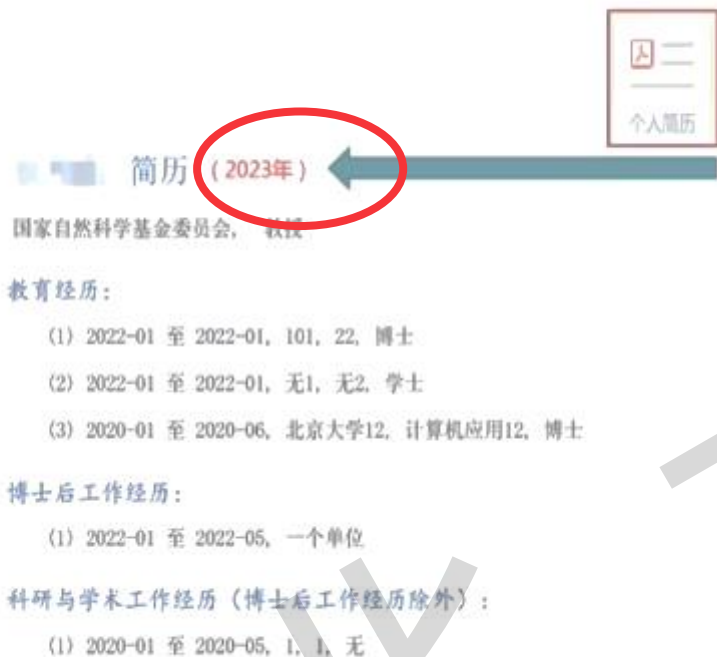 个人简历
简历（2023年）
国家自然科学基金委员会， 教授
教育经历：
(1) 2022-01 至 2022-01, 101, 22, 博士
(2) 2022-01 至 2022-01, 无1, 无2, 学士
(3) 2020-01 至 2020-06, 北京大学12, 计算机应用12, 博士
博士后工作经历：
(1) 2022-01 至 2022-05, 一个单位
科研与学术工作经历（博士后工作经历除外）：
(1) 2020-01 至 2020-05, 1, 1, 无